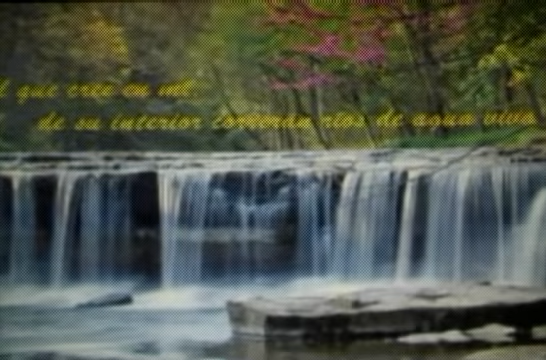 l que cree en mí
de su interior correrán ríos de agua viva